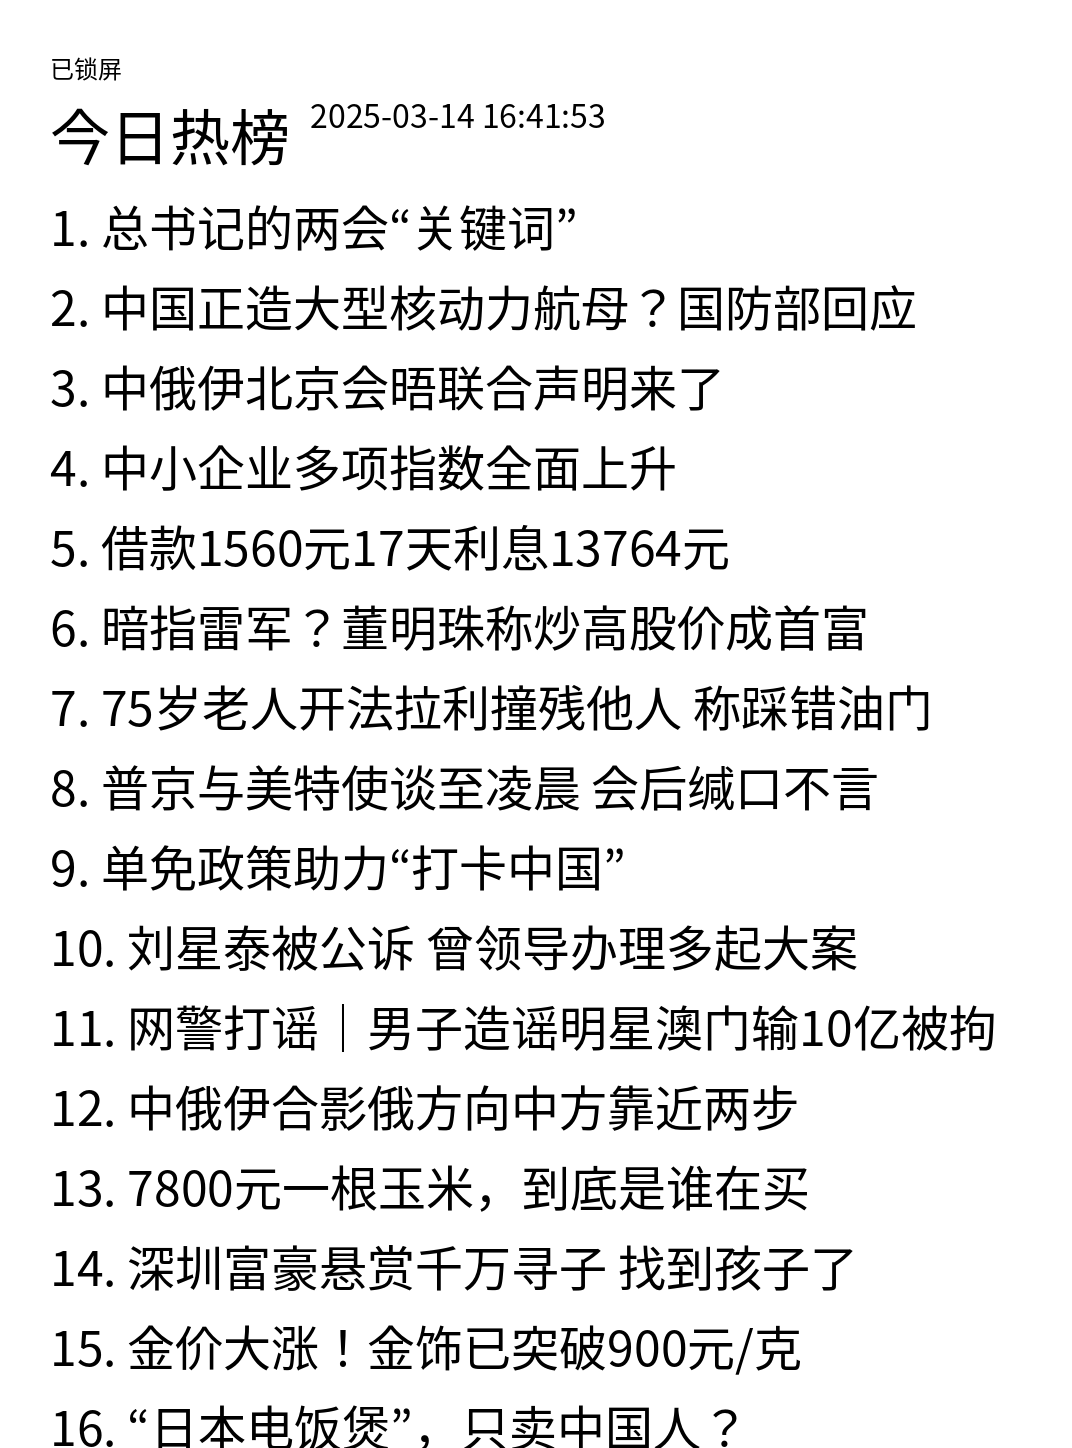 已锁屏
今日热榜 2025-03-14 16:41:53
1. 总书记的两会“关键词”
2. 中国正造大型核动力航母？国防部回应
3. 中俄伊北京会晤联合声明来了
4. 中小企业多项指数全面上升
5. 借款1560元17天利息13764元
6. 暗指雷军？董明珠称炒高股价成首富
7. 75岁老人开法拉利撞残他人 称踩错油门
8. 普京与美特使谈至凌晨 会后缄口不言
9. 单免政策助力“打卡中国”
10. 刘星泰被公诉 曾领导办理多起大案
11. 网警打谣｜男子造谣明星澳门输10亿被拘
12. 中俄伊合影俄方向中方靠近两步
13. 7800元一根玉米，到底是谁在买
14. 深圳富豪悬赏千万寻子 找到孩子了
15. 金价大涨！金饰已突破900元/克
16. “日本电饭煲”，只卖中国人？